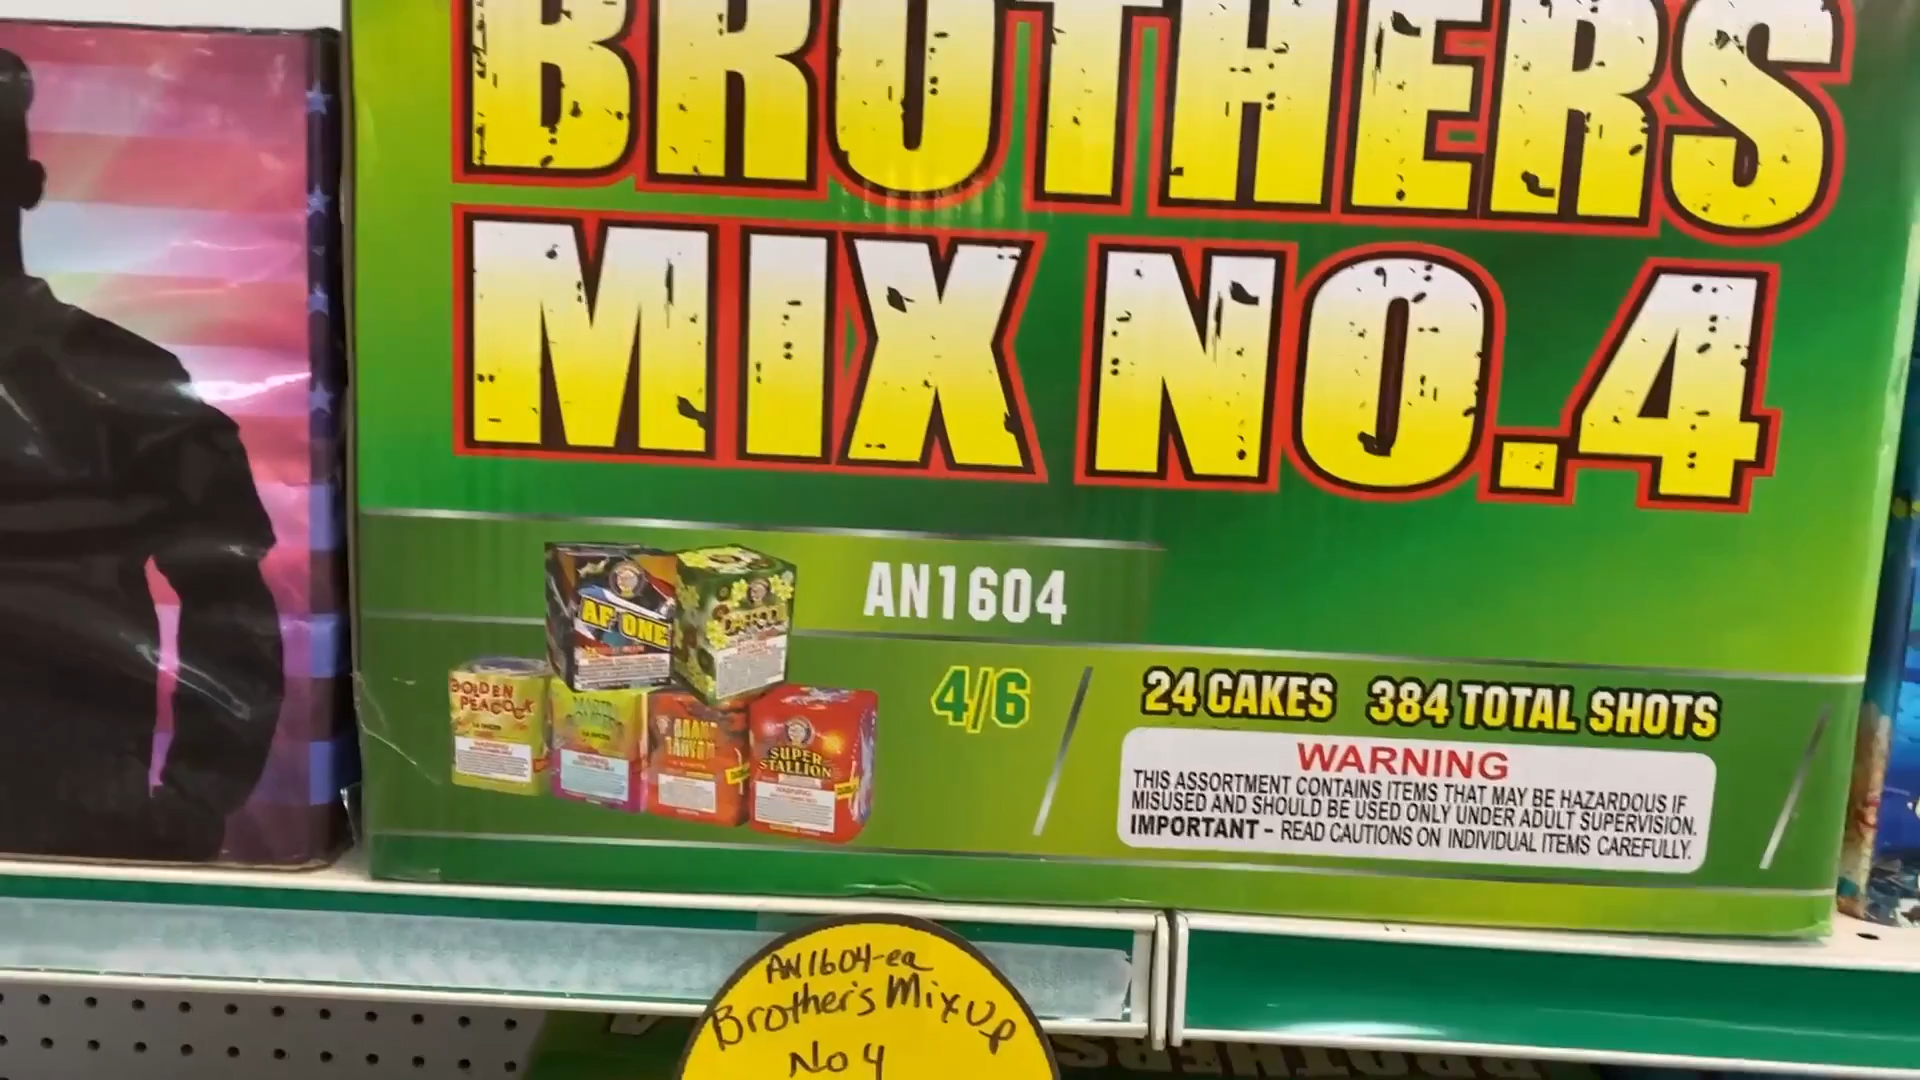 BROTHERS
MIX NO.4
AN1604
AF ONE
GOLDEN
PEACOCK
SUPER
STALLION
WARNING
4/6
24 CAKES 384 TOTAL SHOTS
WARNING
THIS ASSORTMENT CONTAINS ITEMS THAT MAY BE HAZARDOUS IF
MISUSED AND SHOULD BE USED ONLY UNDER ADULT SUPERVISION.
IMPORTANT – READ CAUTIONS ON INDIVIDUAL ITEMS CAREFULLY.
AN1604-ea
Brother's Mix Up
No 4
BROTHERS